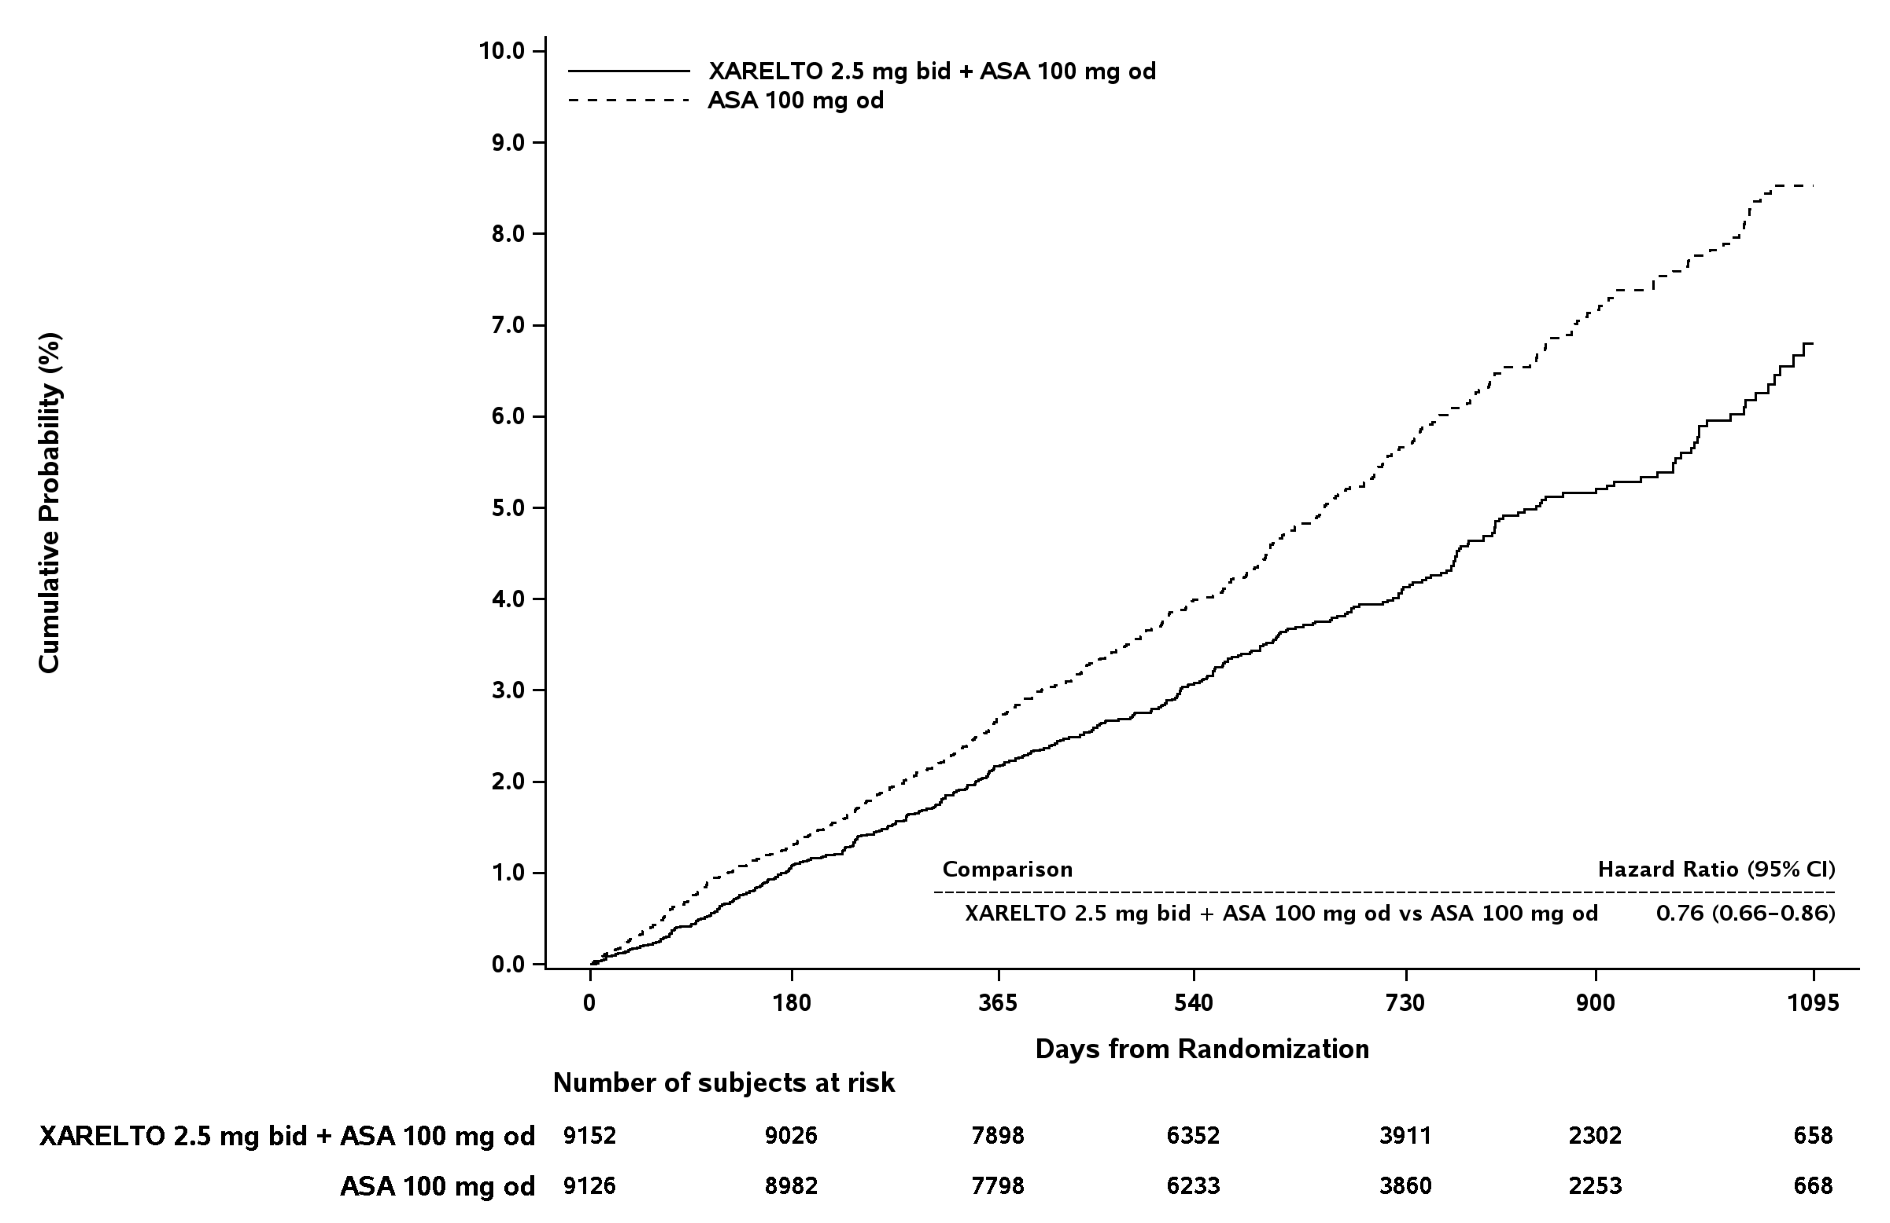 10.0
XARELTO 2.5 mg bid + ASA 100 mg od
ASA 100 mg od
9.0
8.0
7.0
6.0
5.0
4.0
3.0
2.0
1.0
0.0
Cumulative Probability (%)
Comparison Hazard Ratio (95% CI)
XARELTO 2.5 mg bid + ASA 100 mg od vs ASA 100 mg od 0.76 (0.66–0.86)
0 180 365 540 730 900 1095
Days from Randomization
Number of subjects at risk
XARELTO 2.5 mg bid + ASA 100 mg od 9152 9026 7898 6352 3911 2302 658
ASA 100 mg od 9126 8982 7798 6233 3860 2253 668